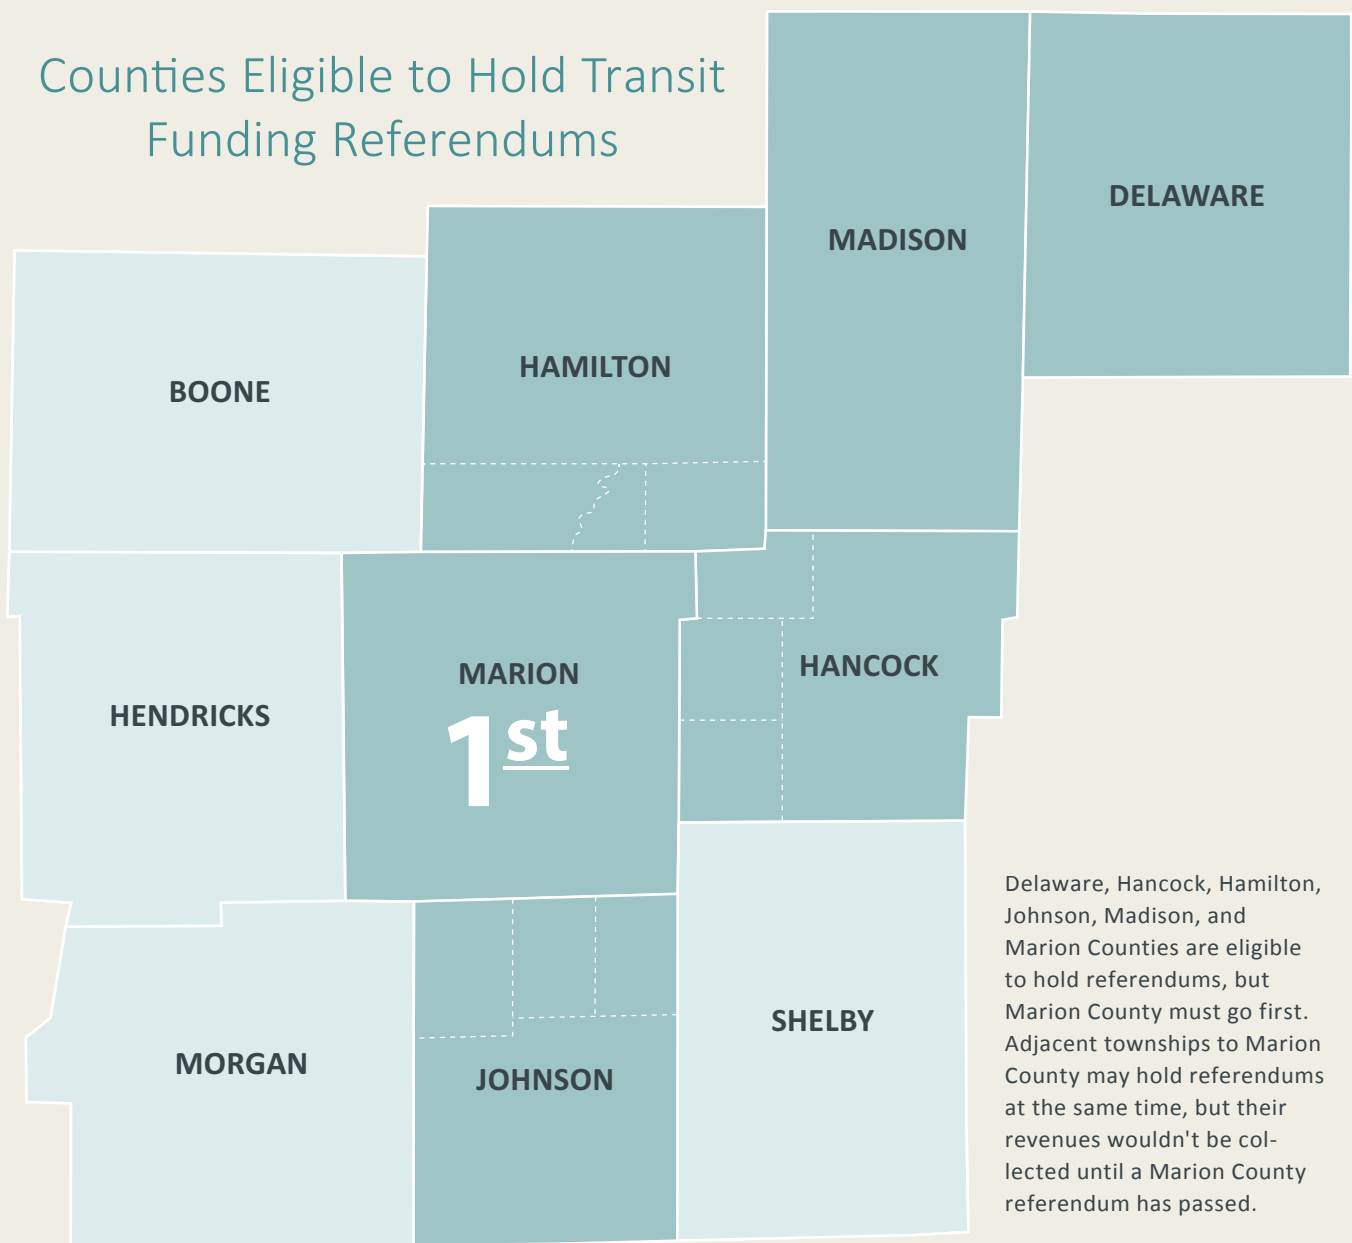 Counties Eligible to Hold Transit
Funding Referendums
DELAWARE
MADISON
HAMILTON
BOONE
MARION
1st
HANCOCK
HENDRICKS
SHELBY
MORGAN
JOHNSON
Delaware, Hancock, Hamilton,
Johnson, Madison, and
Marion Counties are eligible
to hold referendums, but
Marion County must go first.
Adjacent townships to Marion
County may hold referendums
at the same time, but their
revenues wouldn't be col-
lected until a Marion County
referendum has passed.